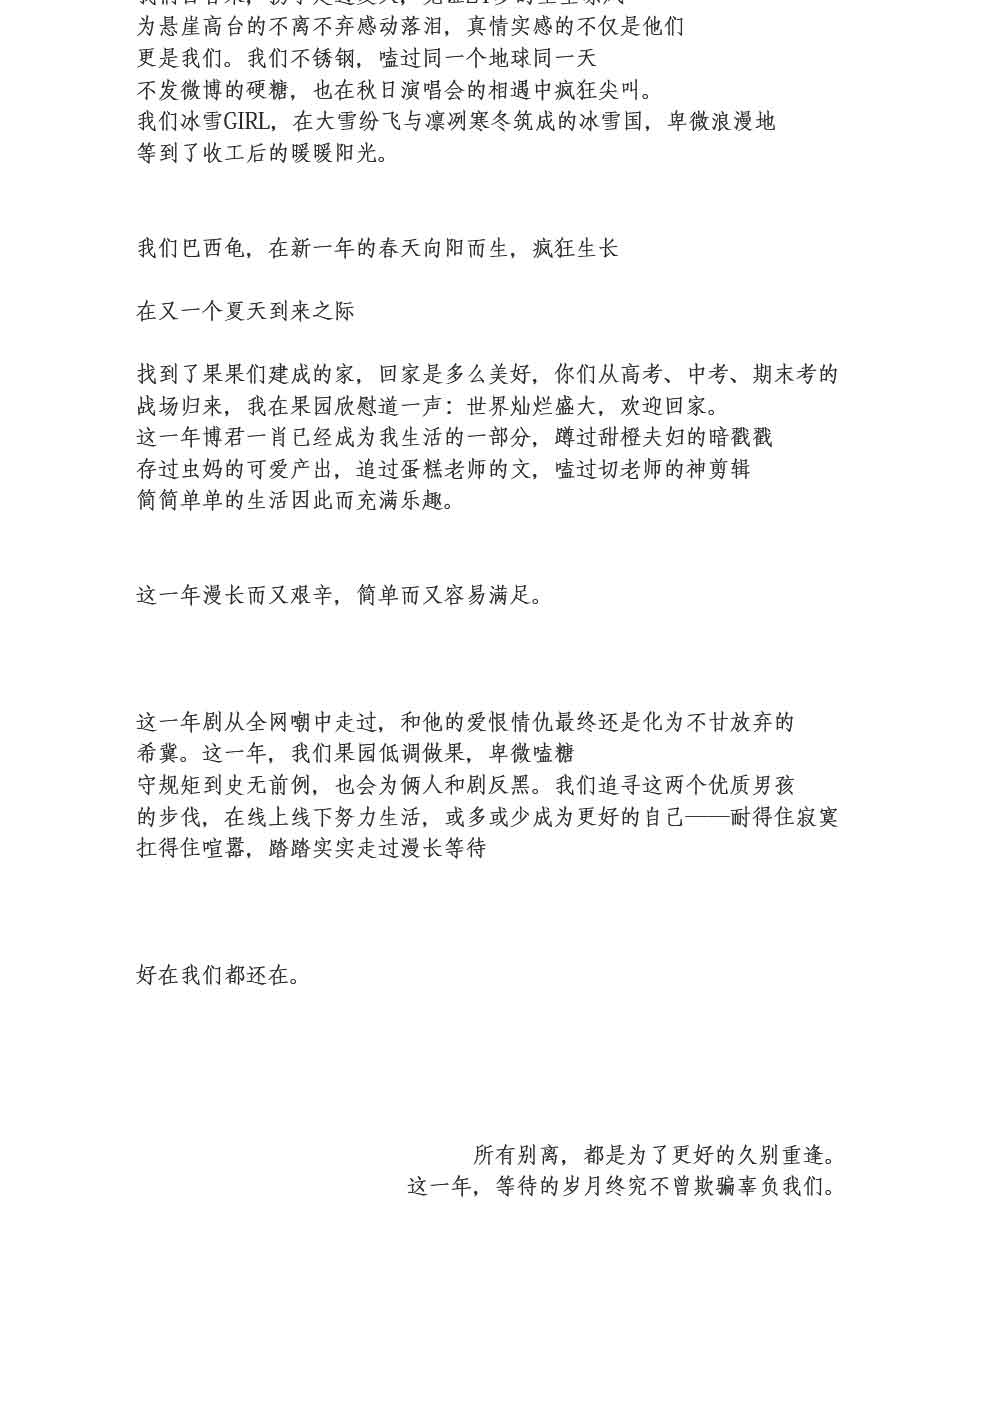 为悬崖高台的不离不弃感动落泪，真情实感的不仅是他们
更是我们。我们不锈钢，嗑过同一个地球同一天
不发微博的硬糖，也在秋日演唱会的相遇中疯狂尖叫。
我们冰雪GIRL，在大雪纷飞与凛冽寒冬筑成的冰雪国，卑微浪漫地
等到了收工后的暖暖阳光。
我们巴西龟，在新一年的春天向阳而生，疯狂生长
在又一个夏天到来之际
找到了果果们建成的家，回家是多么美好，你们从高考、中考、期末考的
战场归来，我在果园欣慰道一声：世界灿烂盛大，欢迎回家。
这一年博君一肖已经成为我生活的一部分，蹲过甜橙夫妇的暗戳戳
存过虫妈的可爱产出，追过蛋糕老师的文，嗑过切老师的神剪辑
简简单单的生活因此而充满乐趣。
这一年漫长而又艰辛，简单而又容易满足。
这一年剧从全网嘲中走过，和他的爱恨情仇最终还是化为不甘放弃的
希冀。这一年，我们果园低调做果，卑微嗑糖
守规矩到史无前例，也会为俩人和剧反黑。我们追寻这两个优质男孩
的步伐，在线上线下努力生活，或多或少成为更好的自己——耐得住寂寞
扛得住喧嚣，踏踏实实走过漫长等待
好在我们都还在。
所有别离，都是为了更好的久别重逢。
这一年，等待的岁月终究不曾欺骗辜负我们。